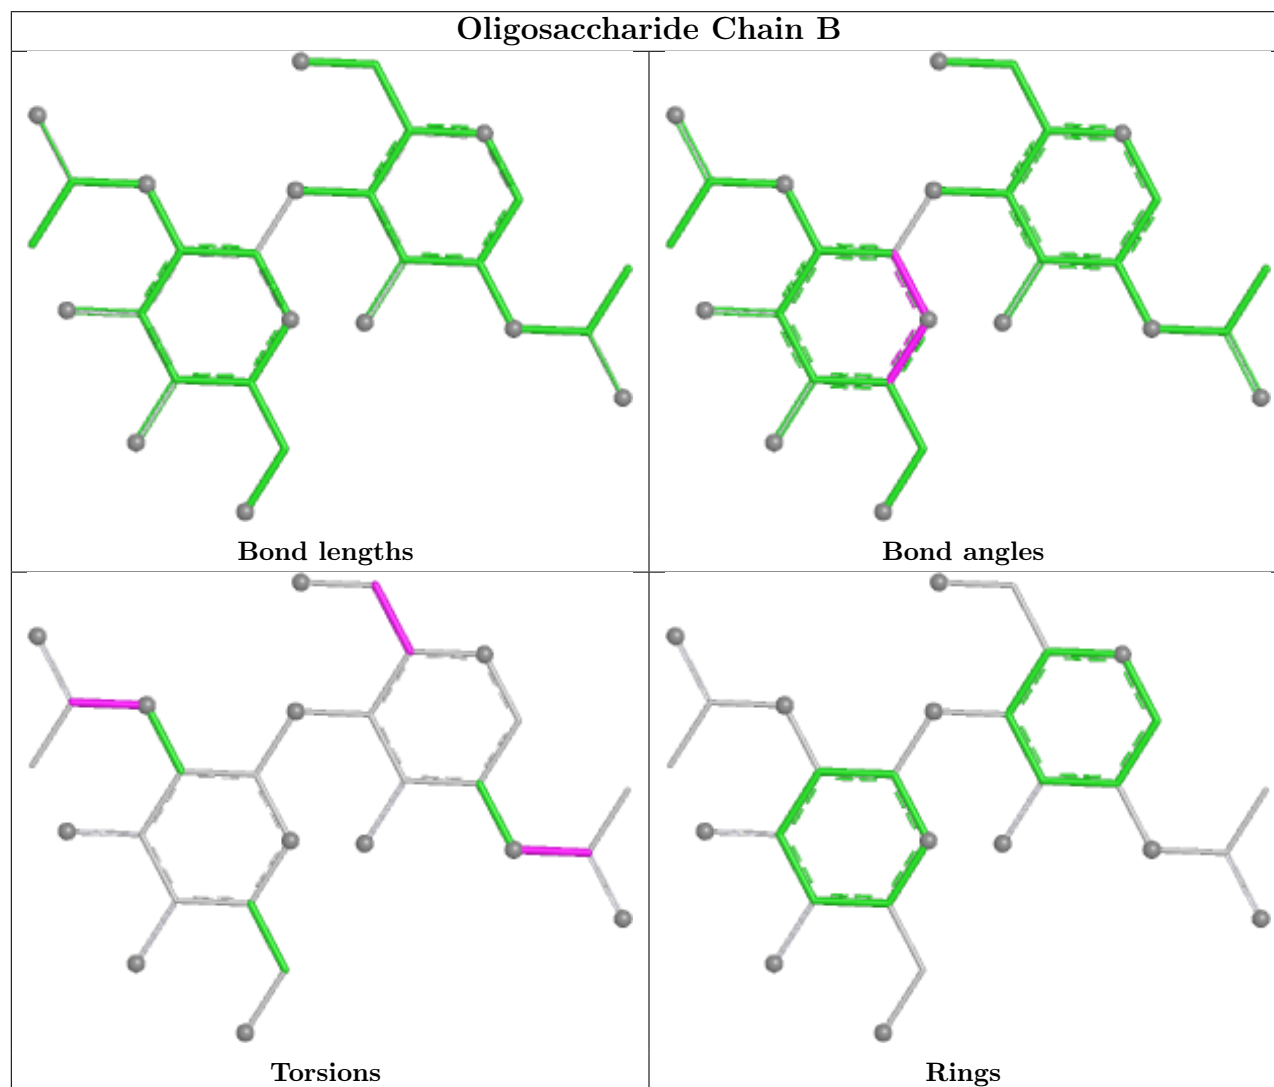 Oligosaccharide Chain B
Bond lengths
Bond angles
Torsions
Rings